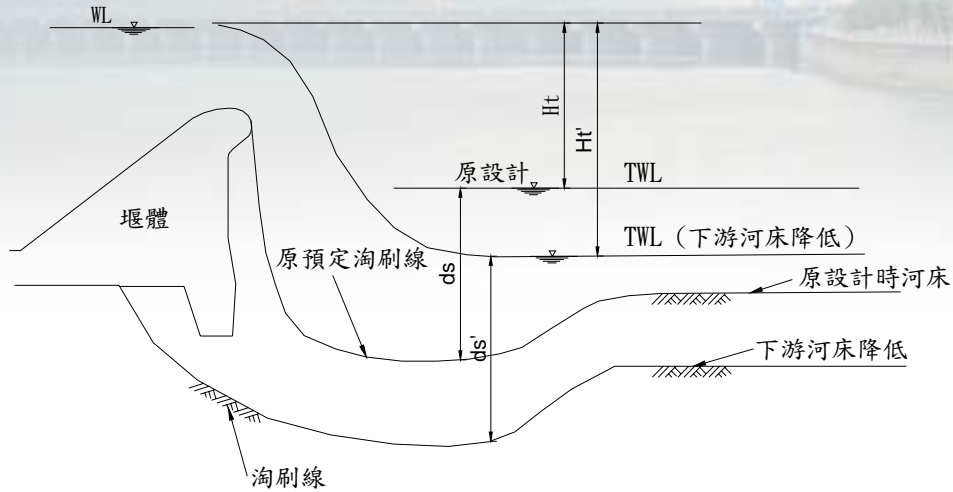 WL
Ht
Ht'
原設計
TWL
堰體
TWL (下游河床降低)
原預定淘刷線
ds
原設計時河床
ds'
下游河床降低
淘刷線